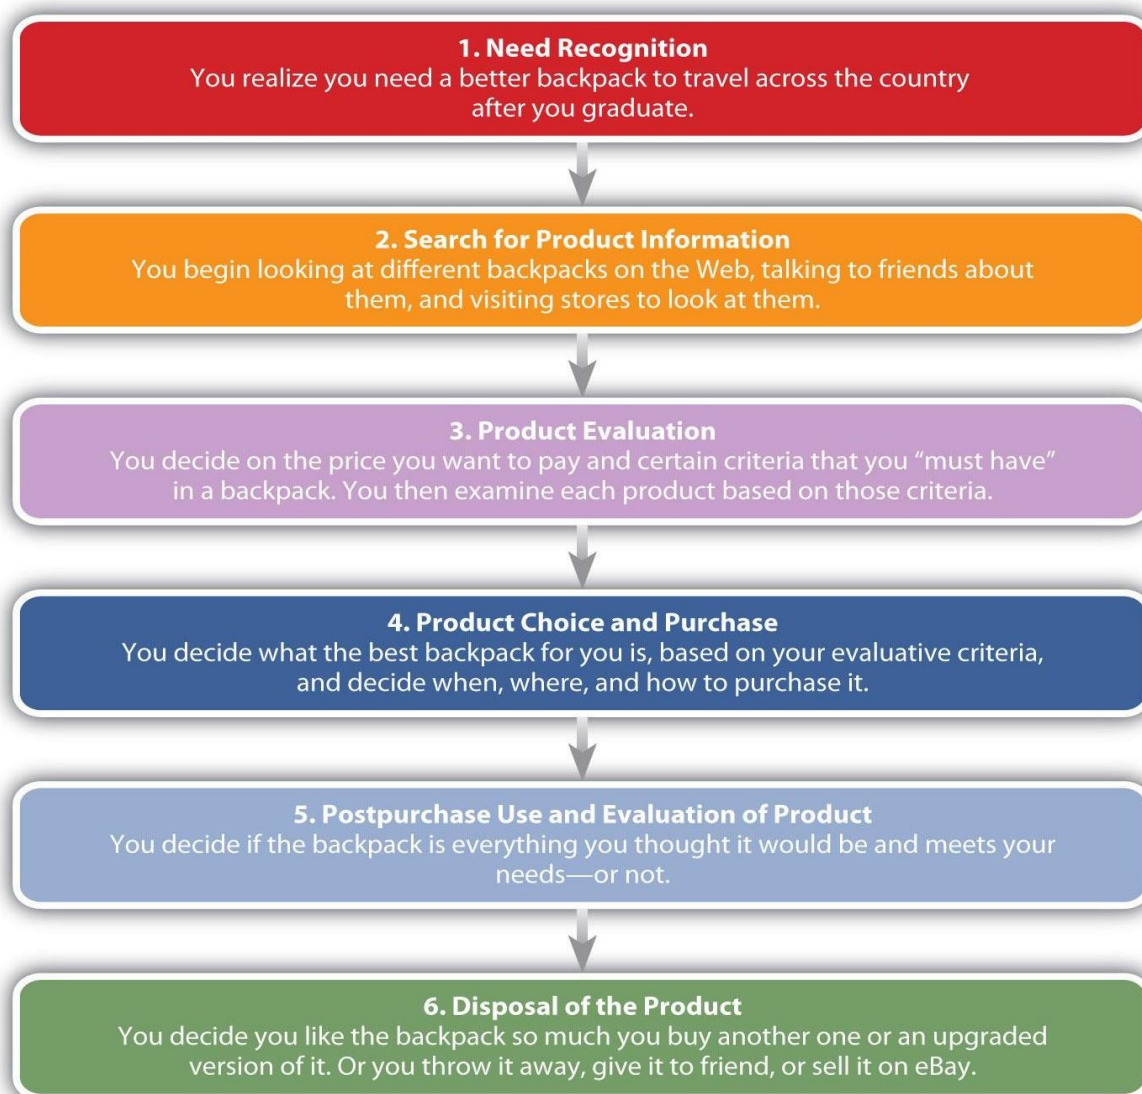 1. Need Recognition
You realize you need a better backpack to travel across the country
after you graduate.
2. Search for Product Information
You begin looking at different backpacks on the Web, talking to friends about
them, and visiting stores to look at them.
3. Product Evaluation
You decide on the price you want to pay and certain criteria that you “must have”
in a backpack. You then examine each product based on those criteria.
4. Product Choice and Purchase
You decide what the best backpack for you is, based on your evaluative criteria,
and decide when, where, and how to purchase it.
5. Postpurchase Use and Evaluation of Product
You decide if the backpack is everything you thought it would be and meets your
needs—or not.
6. Disposal of the Product
You decide you like the backpack so much you buy another one or an upgraded
version of it. Or you throw it away, give it to friend, or sell it on eBay.